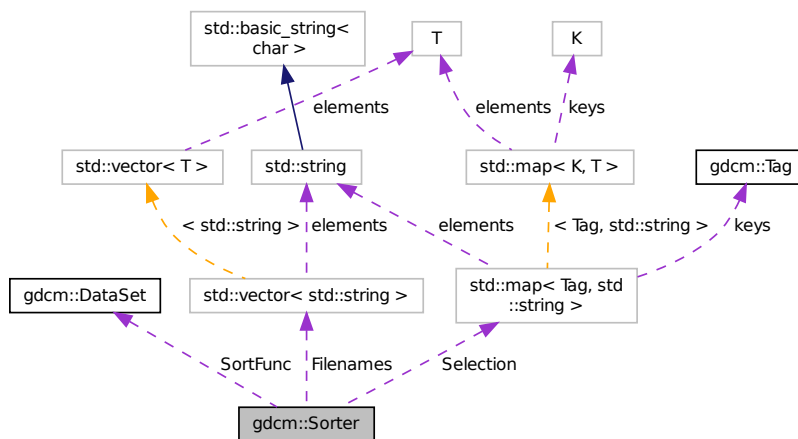 std::basic_string<
char >
T
K
elements
elements
keys
std::vector< T >
std::string
std::map< K, T >
gdcm::Tag
< std::string >
elements
elements
< Tag, std::string >
keys
gdcm::DataSet
std::vector< std::string >
std::map< Tag, std
::string >
SortFunc
Filenames
Selection
gdcm::Sorter